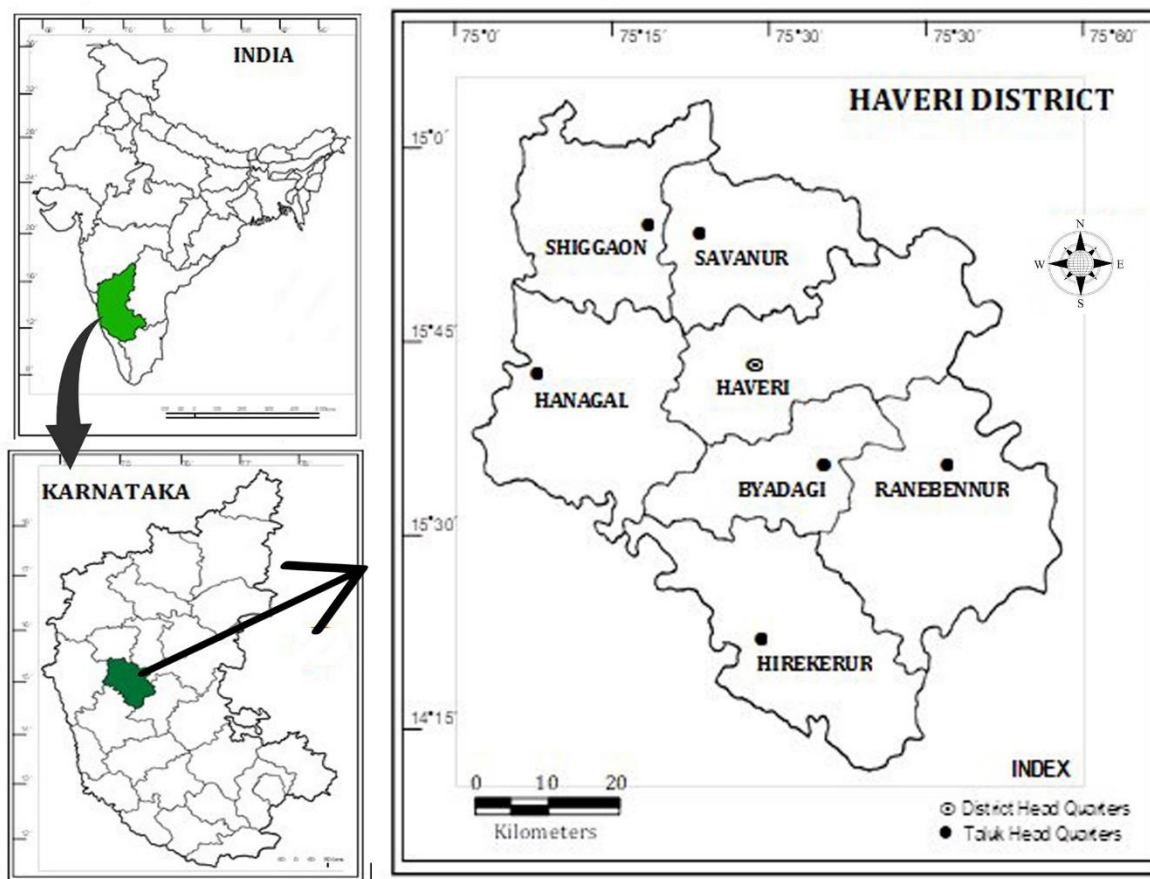 INDIA
KARNATAKA
75°0´ 75°15´ 75°30´ 75°30´ 75°60´
HAVERI DISTRICT
15°0´
N
W E
S
SHIGGAON
SAVANUR
15°45´
HAVERI
HANAGAL
BYADAGI
RANEBENNUR
15°30´
HIREKERUR
14°15´
INDEX
0 10 20
Kilometers
District Head Quarters
Taluk Head Quarters